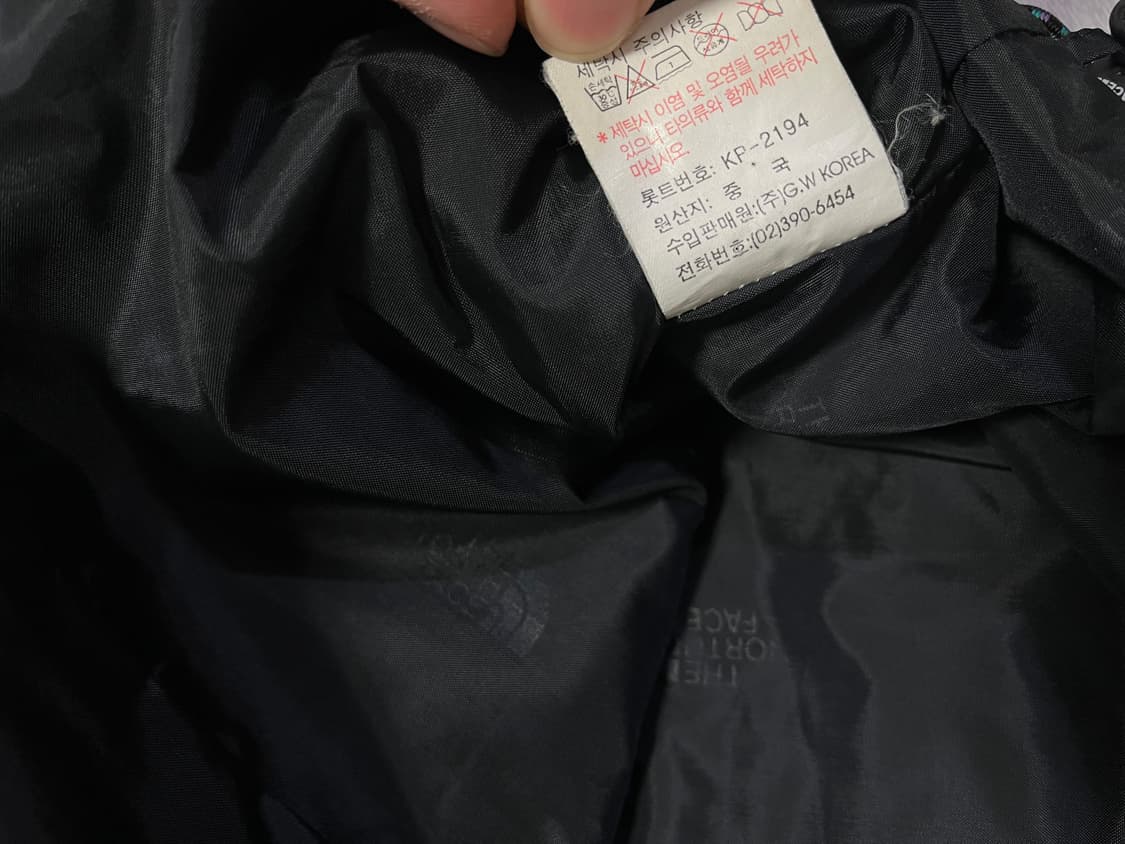 세탁시 주의사항
* 세탁시 이염 및 오염될 우려가
있으니 타의류와 함께 세탁하지
마십시오.
롯트번호: KP-2194
원산지: 중 국
수입판매원:(주)G.W KOREA
전화번호:(02)390-6454
THE
NORTH
FACE